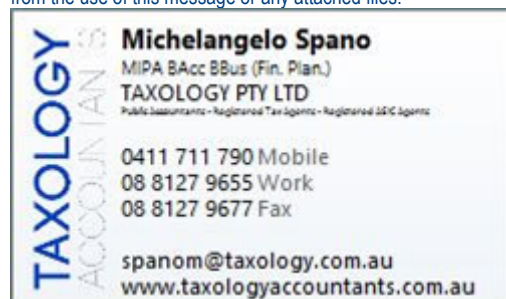 from the use of this message or any attached files.
TAXOLOGY
ACCOUNTANTS
Michelangelo Spano
MIPA BAcc BBus (Fin. Plan.)
TAXOLOGY PTY LTD
Public Accountants - Registered Tax Agents - Registered ASIC Agents
0411 711 790 Mobile
08 8127 9655 Work
08 8127 9677 Fax
spanom@taxology.com.au
www.taxologyaccountants.com.au